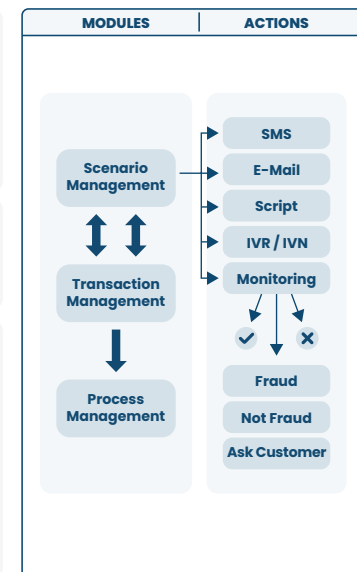 MODULES
ACTIONS
Scenario
Management
Transaction
Management
Process
Management
SMS
E-Mail
Script
IVR / IVN
Monitoring
Fraud
Not Fraud
Ask Customer